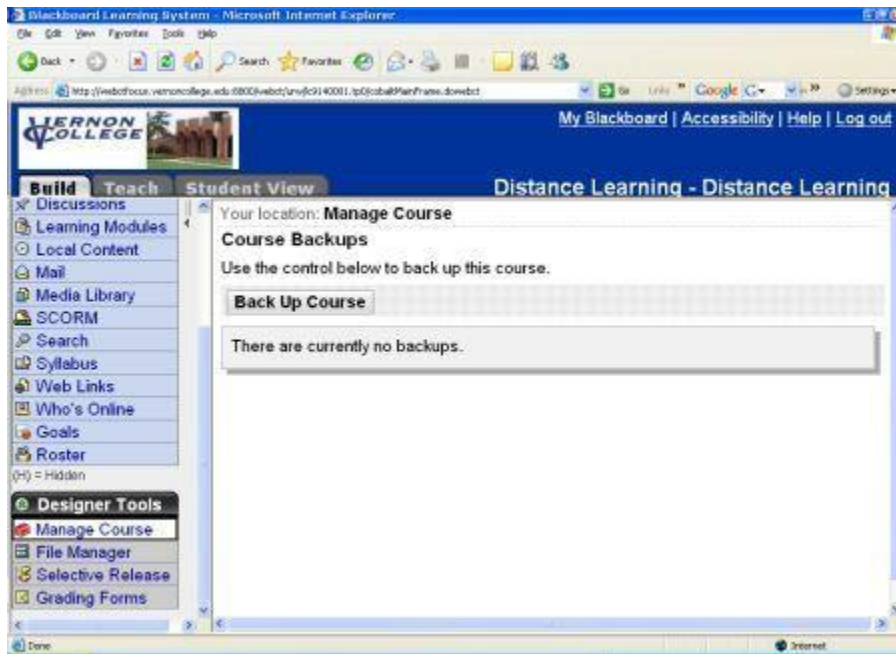 Blackboard Learning System - Microsoft Internet Explorer
File Edit View Favorites Tools Help
Back Search Favorites
Address Go Links Google G Settings
VERNON COLLEGE
My Blackboard | Accessibility | Help | Log out
Build Teach Student View
Distance Learning - Distance Learning
Discussions
Learning Modules
Local Content
Mail
Media Library
SCORM
Search
Syllabus
Web Links
Who's Online
Goals
Roster
(H) = Hidden
Designer Tools
Manage Course
File Manager
Selective Release
Grading Forms
Your location: Manage Course
Course Backups
Use the control below to back up this course.
Back Up Course
There are currently no backups.
Done Internet